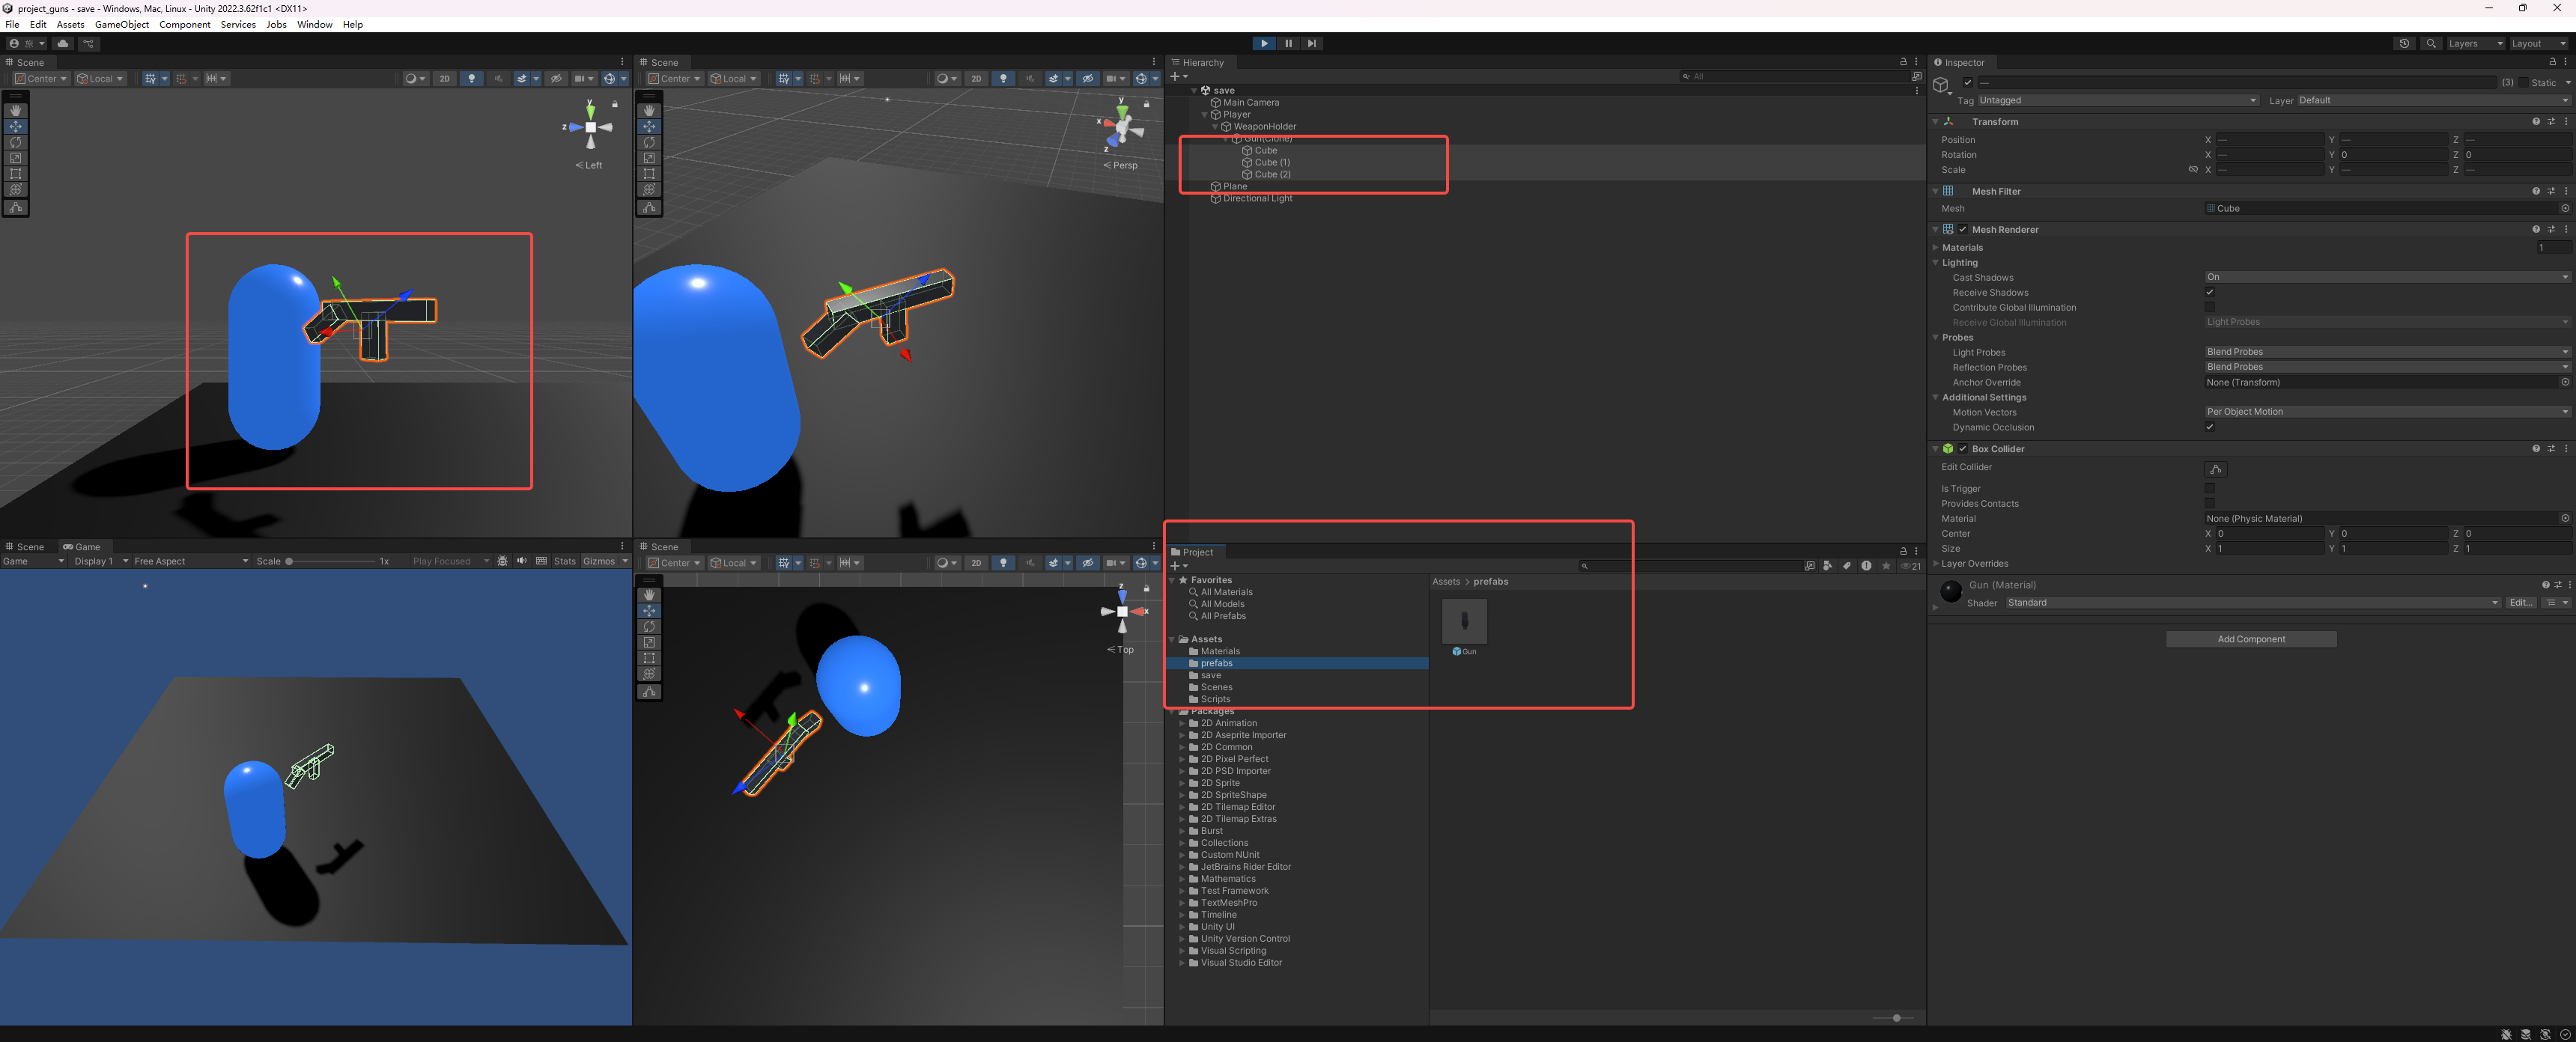 project_guns - save - Windows, Mac, Linux - Unity 2022.3.62f1c1 <DX11>
File Edit Assets GameObject Component Services Jobs Window Help
Layers Layout
Scene
Center Local 2D
y
z
Left
Scene
Center Local 2D
y
x
z
Persp
Hierarchy
All
save
Main Camera
Player
WeaponHolder
Gun(Clone)
Cube
Cube (1)
Cube (2)
Plane
Directional Light
Scene Game
Game Display 1 Free Aspect Scale 1x Play Focused Stats Gizmos
Scene
Center Local 2D
z
x
Top
Project
21
Favorites
All Materials
All Models
All Prefabs
Assets
Materials
prefabs
save
Scenes
Scripts
Packages
2D Animation
2D Aseprite Importer
2D Common
2D Pixel Perfect
2D PSD Importer
2D Sprite
2D SpriteShape
2D Tilemap Editor
2D Tilemap Extras
Burst
Collections
Custom NUnit
JetBrains Rider Editor
Mathematics
Test Framework
TextMeshPro
Timeline
Unity UI
Unity Version Control
Visual Scripting
Visual Studio Editor
Assets > prefabs
Gun
Inspector
— (3) Static
Tag Untagged Layer Default
Transform
Position X — Y — Z —
Rotation X — Y 0 Z 0
Scale X — Y — Z —
Mesh Filter
Mesh Cube
Mesh Renderer
Materials 1
Lighting
Cast Shadows On
Receive Shadows
Contribute Global Illumination
Receive Global Illumination Light Probes
Probes
Light Probes Blend Probes
Reflection Probes Blend Probes
Anchor Override None (Transform)
Additional Settings
Motion Vectors Per Object Motion
Dynamic Occlusion
Box Collider
Edit Collider
Is Trigger
Provides Contacts
Material None (Physic Material)
Center X 0 Y 0 Z 0
Size X 1 Y 1 Z 1
Layer Overrides
Gun (Material)
Shader Standard Edit...
Add Component